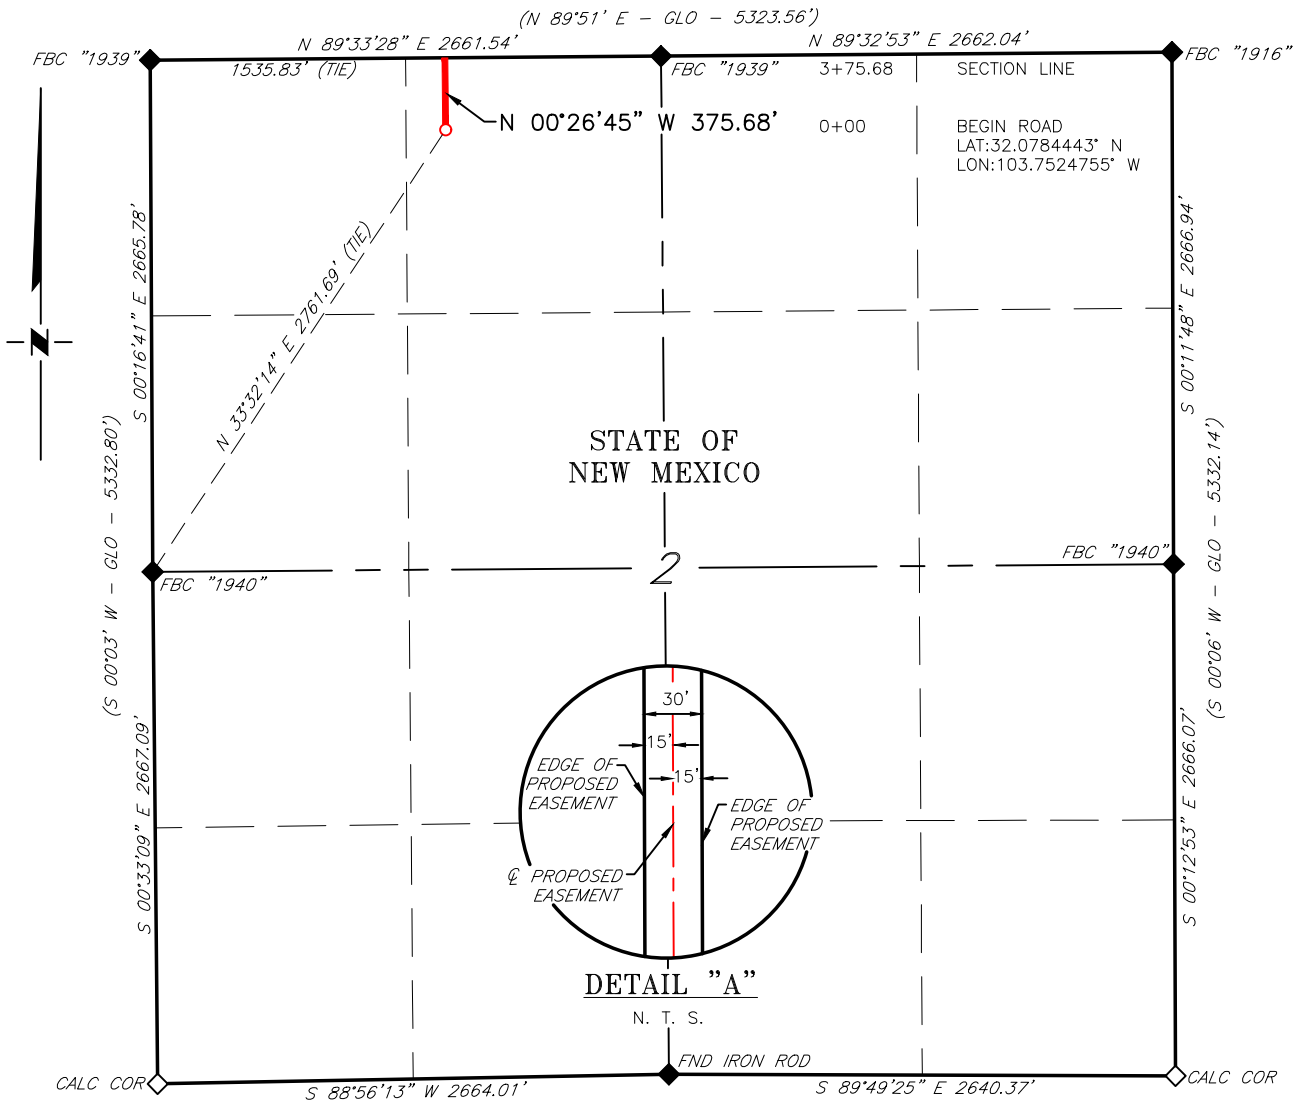 (N 89°51' E - GLO - 5323.56')
N 89°33'28" E 2661.54'
N 89°32'53" E 2662.04'
FBC "1939"
1535.83' (TIE)
FBC "1939"
3+75.68 SECTION LINE
FBC "1916"
N 00°26'45" W 375.68'
0+00 BEGIN ROAD
LAT:32.0784443° N
LON:103.7524755° W
S 00°16'41" E 2665.78'
N 33°32'14" E 2761.69' (TIE)
S 00°11'48" E 2666.94'
N
STATE OF
NEW MEXICO
(S 00°03' W - GLO - 5332.80')
(S 00°06' W - GLO - 5332.14')
FBC "1940"
2
FBC "1940"
30'
15'
15'
EDGE OF
PROPOSED
EASEMENT
EDGE OF
PROPOSED
EASEMENT
℄ PROPOSED
EASEMENT
S 00°33'09" E 2667.09'
S 00°12'53" E 2666.07'
DETAIL "A"
N. T. S.
FND IRON ROD
CALC COR
S 88°56'13" W 2664.01'
S 89°49'25" E 2640.37'
CALC COR